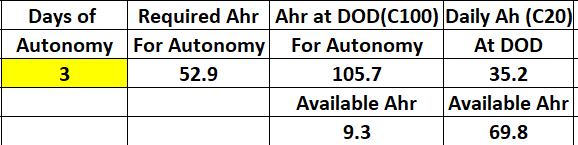 Days of Required Ahr Ahr at DOD(C100) Daily Ah (C20)
Autonomy For Autonomy For Autonomy At DOD
3 52.9 105.7 35.2
Available Ahr Available Ahr
9.3 69.8